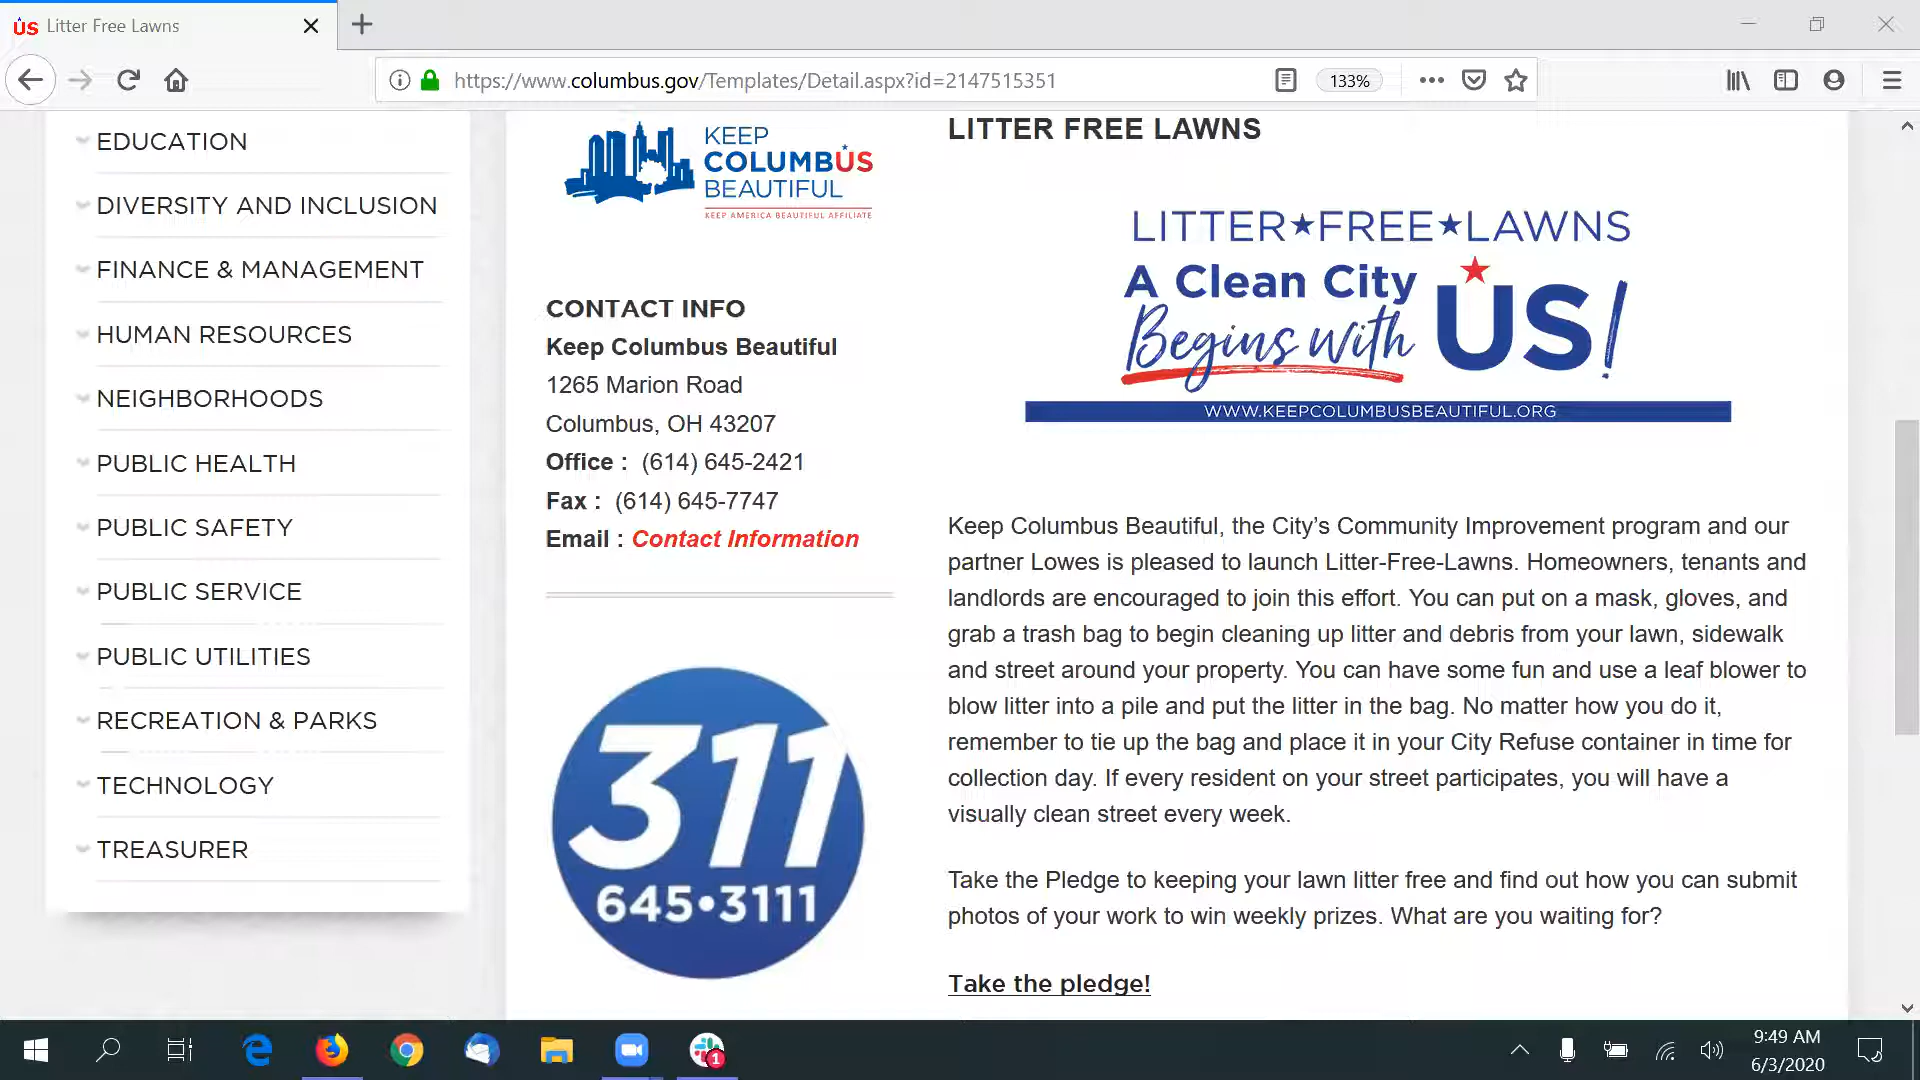 Litter Free Lawns
https://www.columbus.gov/Templates/Detail.aspx?id=2147515351
133%
EDUCATION
DIVERSITY AND INCLUSION
FINANCE & MANAGEMENT
HUMAN RESOURCES
NEIGHBORHOODS
PUBLIC HEALTH
PUBLIC SAFETY
PUBLIC SERVICE
PUBLIC UTILITIES
RECREATION & PARKS
TECHNOLOGY
TREASURER
KEEP
COLUMBUS
BEAUTIFUL
KEEP AMERICA BEAUTIFUL AFFILIATE
CONTACT INFO
Keep Columbus Beautiful
1265 Marion Road
Columbus, OH 43207
Office : (614) 645-2421
Fax : (614) 645-7747
Email : Contact Information
311
645•3111
LITTER FREE LAWNS
LITTER★FREE★LAWNS
A Clean City
Begins with US!
WWW.KEEPCOLUMBUSBEAUTIFUL.ORG
Keep Columbus Beautiful, the City’s Community Improvement program and our
partner Lowes is pleased to launch Litter-Free-Lawns. Homeowners, tenants and
landlords are encouraged to join this effort. You can put on a mask, gloves, and
grab a trash bag to begin cleaning up litter and debris from your lawn, sidewalk
and street around your property. You can have some fun and use a leaf blower to
blow litter into a pile and put the litter in the bag. No matter how you do it,
remember to tie up the bag and place it in your City Refuse container in time for
collection day. If every resident on your street participates, you will have a
visually clean street every week.
Take the Pledge to keeping your lawn litter free and find out how you can submit
photos of your work to win weekly prizes. What are you waiting for?
Take the pledge!
1
9:49 AM
6/3/2020